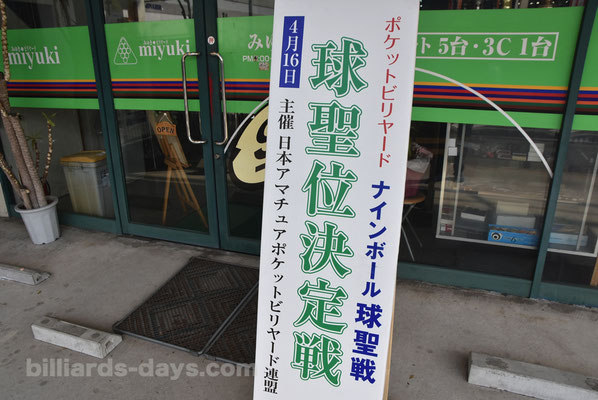 ポケットビリヤード ナインボール 球聖戦
4月16日 球聖位決定戦
主催 日本アマチュアポケットビリヤード連盟
miyuki
miyuki
ット 5台・3C 1台
OPEN
billiards-days.com